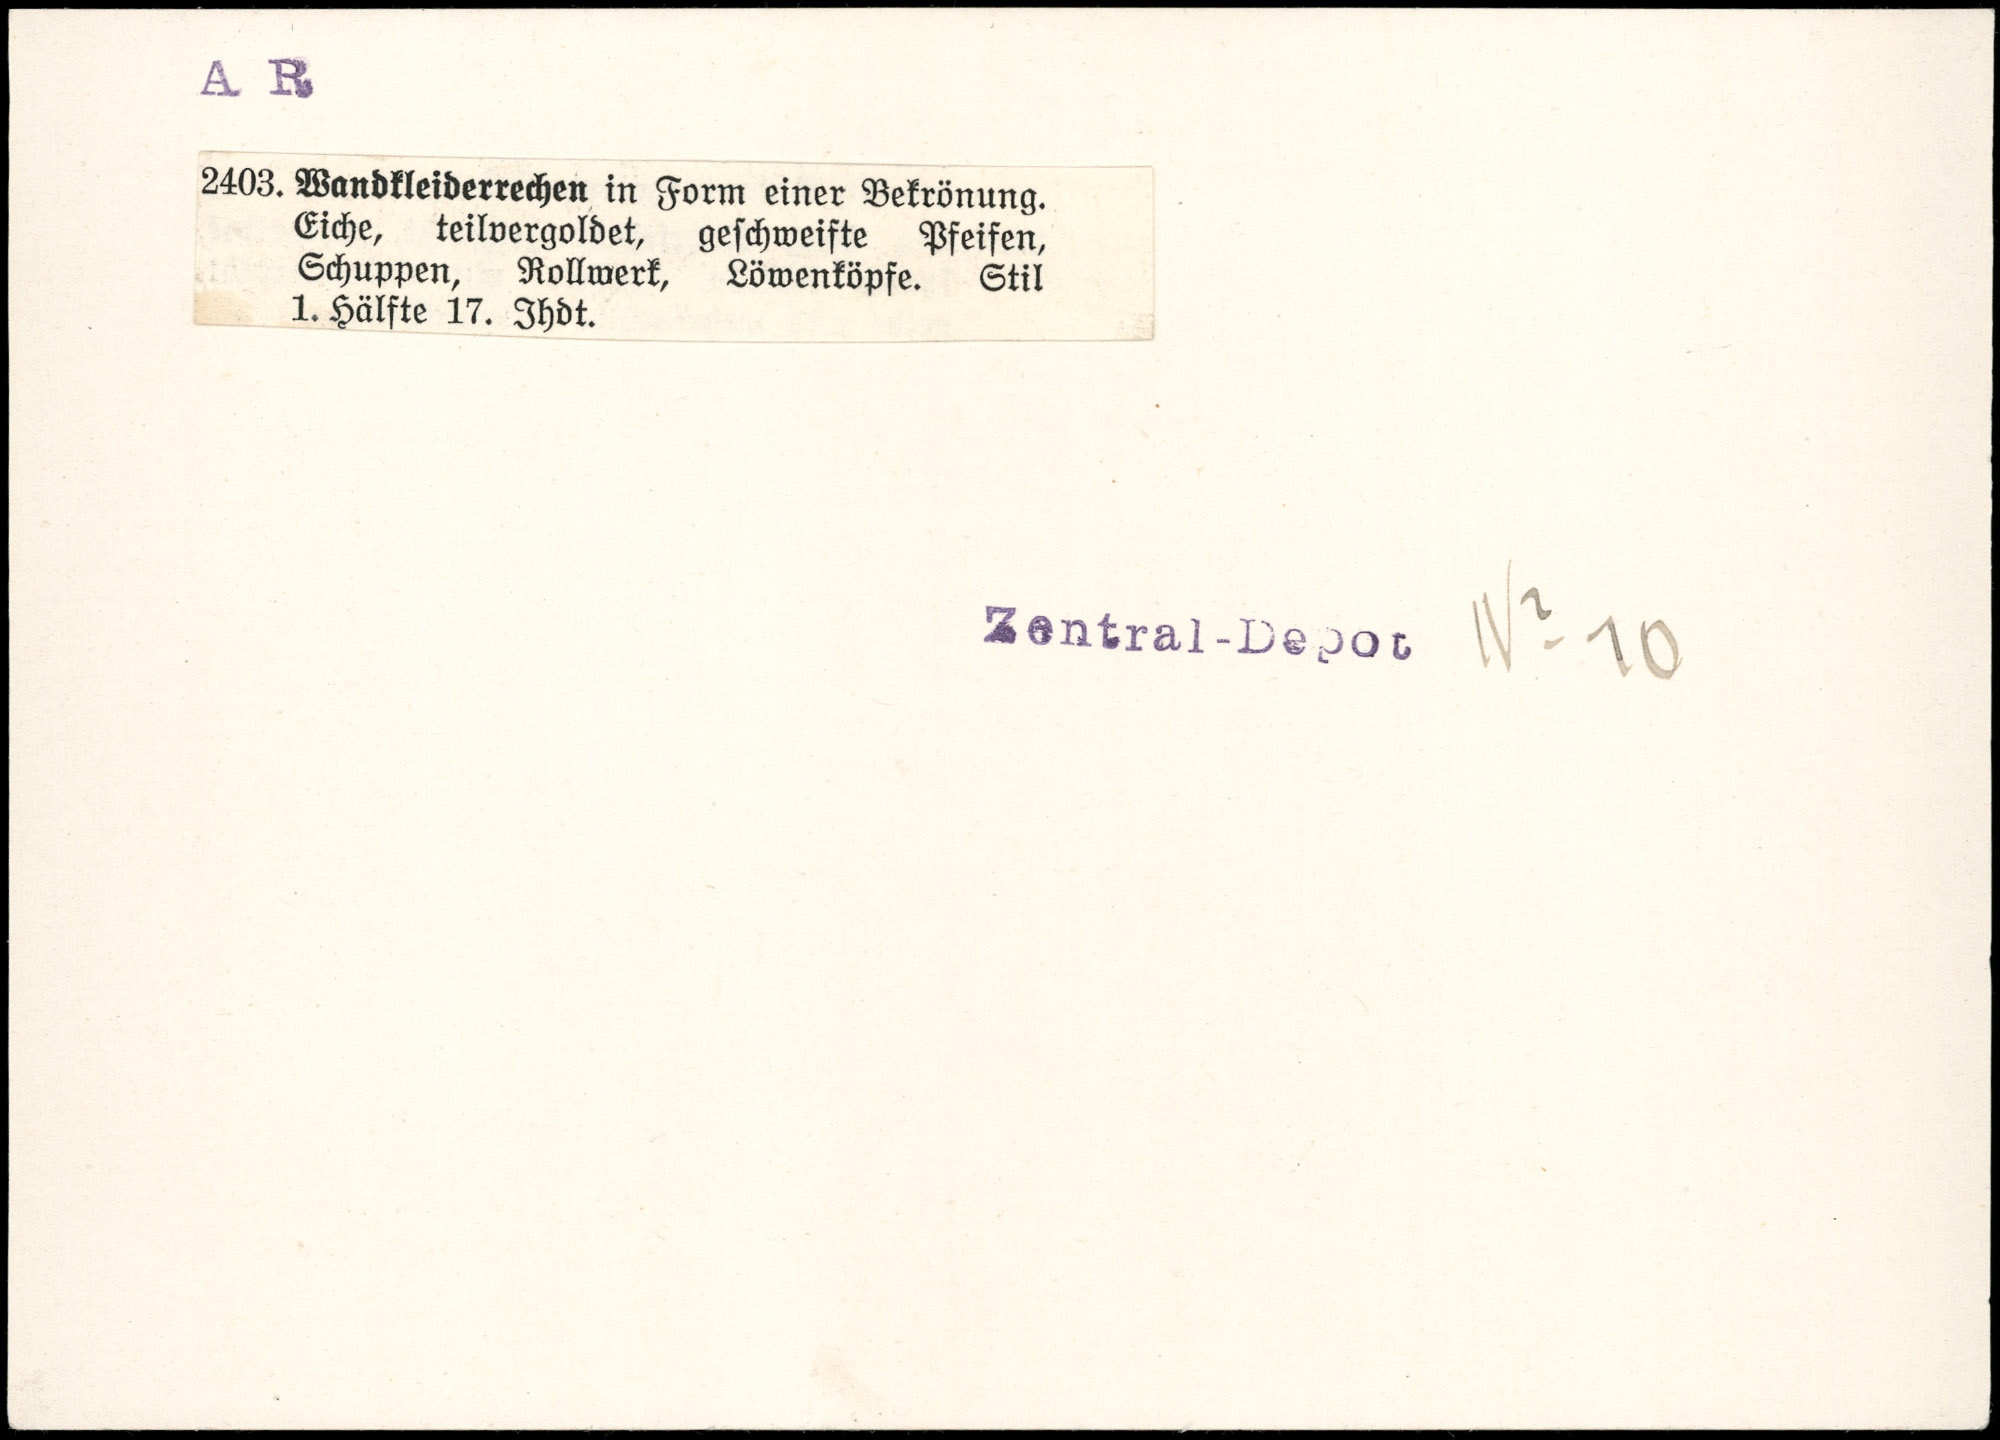 A R
2403. Wandkleiderrechen in Form einer Bekrönung.
Eiche, teilvergoldet, geschweifte Pfeifen,
Schuppen, Rollwerk, Löwenköpfe. Stil
1. Hälfte 17. Jhdt.
Zentral-Depot Nr. 10